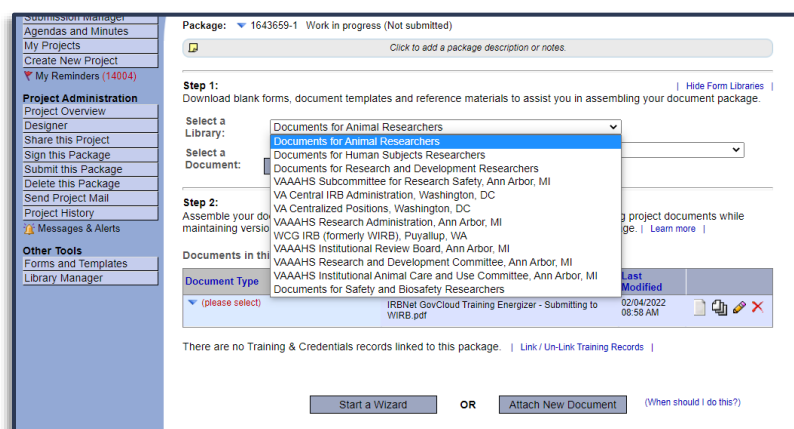 Submission Manager
Agendas and Minutes
My Projects
Create New Project
My Reminders (14004)
Project Administration
Project Overview
Designer
Share this Project
Sign this Package
Submit this Package
Delete this Package
Send Project Mail
Project History
Messages & Alerts
Other Tools
Forms and Templates
Library Manager
Package: 1643659-1 Work in progress (Not submitted)
Click to add a package description or notes.
Step 1: | Hide Form Libraries |
Download blank forms, document templates and reference materials to assist you in assembling your document package.
Select a Library: Documents for Animal Researchers
Select a Document:
Documents for Animal Researchers
Documents for Human Subjects Researchers
Documents for Research and Development Researchers
VAAAHS Subcommittee for Research Safety, Ann Arbor, MI
VA Central IRB Administration, Washington, DC
VA Centralized Positions, Washington, DC
VAAAHS Research Administration, Ann Arbor, MI
WCG IRB (formerly WIRB), Puyallup, WA
VAAAHS Institutional Review Board, Ann Arbor, MI
VAAAHS Research and Development Committee, Ann Arbor, MI
VAAAHS Institutional Animal Care and Use Committee, Ann Arbor, MI
Documents for Safety and Biosafety Researchers
Step 2:
Assemble your project documents while
maintaining | Learn more |
Documents in
Document Type Last Modified
(please select) IRBNet GovCloud Training Energizer - Submitting to WIRB.pdf 02/04/2022 08:58 AM
There are no Training & Credentials records linked to this package. | Link / Un-Link Training Records |
Start a Wizard OR Attach New Document (When should I do this?)